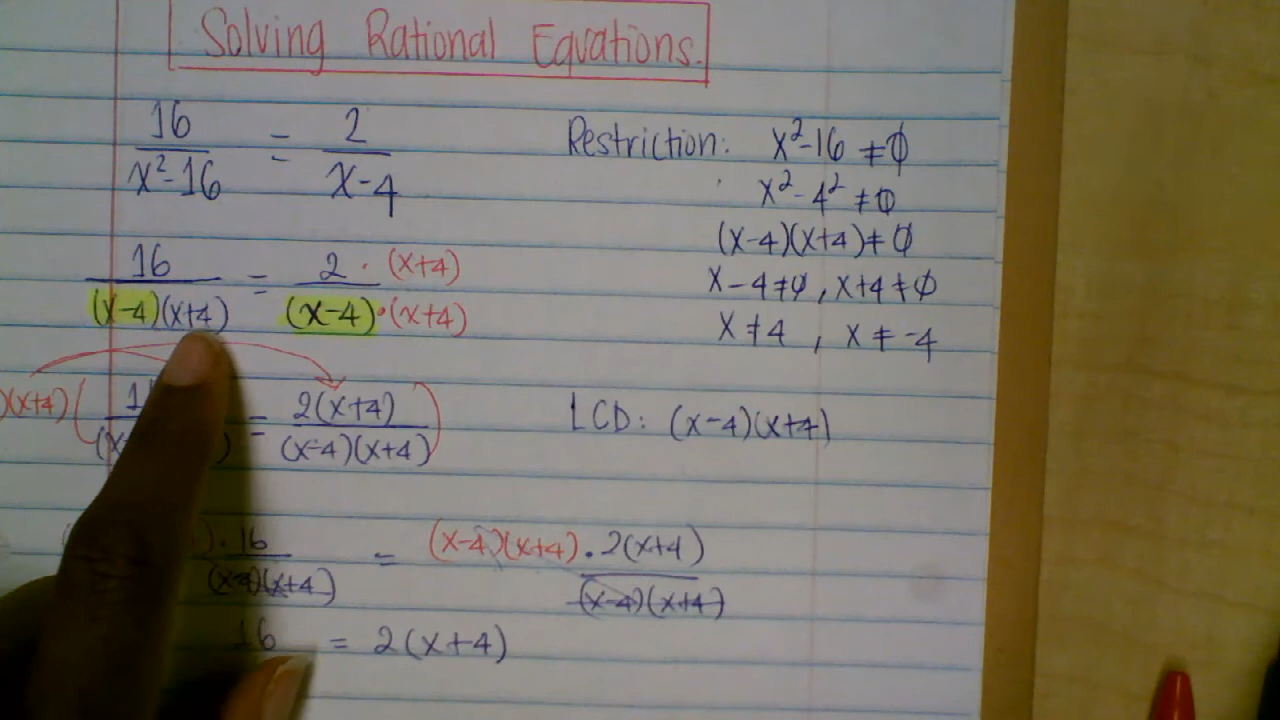 Solving Rational Equations.
16/(x²-16) = 2/(x-4)
Restriction: x²-16 ≠ 0
x² - 4² ≠ 0
(x-4)(x+4) ≠ 0
x-4 ≠ 0, x+4 ≠ 0
x ≠ 4, x ≠ -4
16/((x-4)(x+4)) = 2·(x+4)/((x-4)·(x+4))
(x+4)( = 2(x+4)/((x-4)(x+4)))
LCD: (x-4)(x+4)
· 16/((x-4)(x+4)) = (x-4)(x+4) · 2(x+4)/((x-4)(x+4))
16 = 2(x+4)